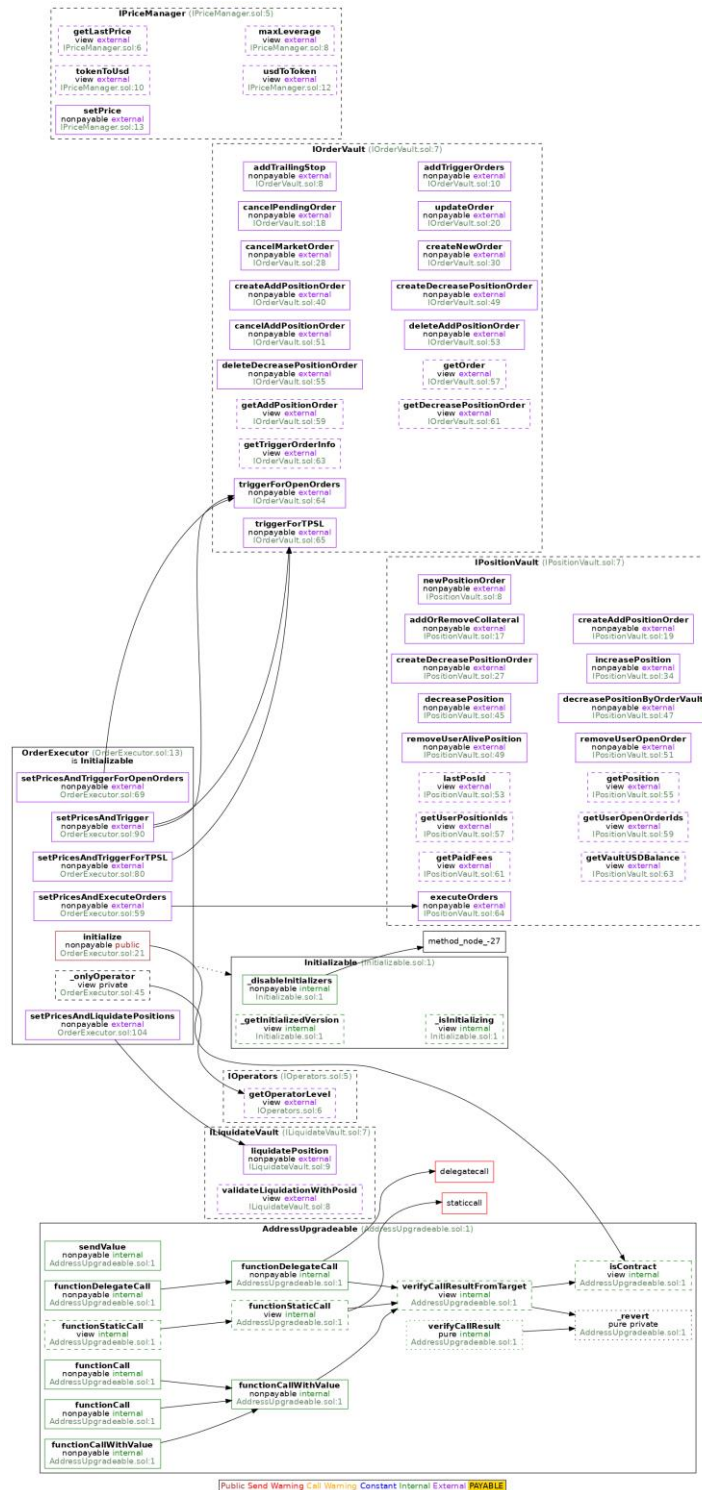 IPriceManager (IPriceManager.sol:5)
getLastPrice
view external
IPriceManager.sol:6
maxLeverage
view external
IPriceManager.sol:8
tokenToUsd
view external
IPriceManager.sol:10
usdToToken
view external
IPriceManager.sol:12
setPrice
nonpayable external
IPriceManager.sol:13
IOrderVault (IOrderVault.sol:7)
addTrailingStop
nonpayable external
IOrderVault.sol:8
addTriggerOrders
nonpayable external
IOrderVault.sol:10
cancelPendingOrder
nonpayable external
IOrderVault.sol:18
updateOrder
nonpayable external
IOrderVault.sol:20
cancelMarketOrder
nonpayable external
IOrderVault.sol:28
createNewOrder
nonpayable external
IOrderVault.sol:30
createAddPositionOrder
nonpayable external
IOrderVault.sol:40
createDecreasePositionOrder
nonpayable external
IOrderVault.sol:49
cancelAddPositionOrder
nonpayable external
IOrderVault.sol:51
deleteAddPositionOrder
nonpayable external
IOrderVault.sol:53
deleteDecreasePositionOrder
nonpayable external
IOrderVault.sol:55
getOrder
view external
IOrderVault.sol:57
getAddPositionOrder
view external
IOrderVault.sol:59
getDecreasePositionOrder
view external
IOrderVault.sol:61
getTriggerOrderInfo
view external
IOrderVault.sol:63
triggerForOpenOrders
nonpayable external
IOrderVault.sol:64
triggerForTPSL
nonpayable external
IOrderVault.sol:65
IPositionVault (IPositionVault.sol:7)
newPositionOrder
nonpayable external
IPositionVault.sol:8
addOrRemoveCollateral
nonpayable external
IPositionVault.sol:17
createAddPositionOrder
nonpayable external
IPositionVault.sol:19
createDecreasePositionOrder
nonpayable external
IPositionVault.sol:27
increasePosition
nonpayable external
IPositionVault.sol:34
decreasePosition
nonpayable external
IPositionVault.sol:45
decreasePositionByOrderVault
nonpayable external
IPositionVault.sol:47
removeUserAlivePosition
nonpayable external
IPositionVault.sol:49
removeUserOpenOrder
nonpayable external
IPositionVault.sol:51
lastPosId
view external
IPositionVault.sol:53
getPosition
view external
IPositionVault.sol:55
getUserPositionIds
view external
IPositionVault.sol:57
getUserOpenOrderIds
view external
IPositionVault.sol:59
getPaidFees
view external
IPositionVault.sol:61
getVaultUSDBalance
view external
IPositionVault.sol:63
executeOrders
nonpayable external
IPositionVault.sol:64
OrderExecutor (OrderExecutor.sol:13)
is Initializable
setPricesAndTriggerForOpenOrders
nonpayable external
OrderExecutor.sol:69
setPricesAndTrigger
nonpayable external
OrderExecutor.sol:90
setPricesAndTriggerForTPSL
nonpayable external
OrderExecutor.sol:80
setPricesAndExecuteOrders
nonpayable external
OrderExecutor.sol:59
initialize
nonpayable public
OrderExecutor.sol:21
_onlyOperator
view private
OrderExecutor.sol:45
setPricesAndLiquidatePositions
nonpayable external
OrderExecutor.sol:104
method_node_-27
Initializable (Initializable.sol:1)
_disableInitializers
nonpayable internal
Initializable.sol:1
_getInitializedVersion
view internal
Initializable.sol:1
_isInitializing
view internal
Initializable.sol:1
IOperators (IOperators.sol:5)
getOperatorLevel
view external
IOperators.sol:6
ILiquidateVault (ILiquidateVault.sol:7)
liquidatePosition
nonpayable external
ILiquidateVault.sol:9
validateLiquidationWithPosid
view external
ILiquidateVault.sol:8
delegatecall
staticcall
AddressUpgradeable (AddressUpgradeable.sol:1)
sendValue
nonpayable internal
AddressUpgradeable.sol:1
functionDelegateCall
nonpayable internal
AddressUpgradeable.sol:1
functionStaticCall
view internal
AddressUpgradeable.sol:1
functionCall
nonpayable internal
AddressUpgradeable.sol:1
functionCall
nonpayable internal
AddressUpgradeable.sol:1
functionCallWithValue
nonpayable internal
AddressUpgradeable.sol:1
functionDelegateCall
nonpayable internal
AddressUpgradeable.sol:1
functionStaticCall
view internal
AddressUpgradeable.sol:1
functionCallWithValue
nonpayable internal
AddressUpgradeable.sol:1
verifyCallResultFromTarget
view internal
AddressUpgradeable.sol:1
verifyCallResult
pure internal
AddressUpgradeable.sol:1
isContract
view internal
AddressUpgradeable.sol:1
_revert
pure private
AddressUpgradeable.sol:1
Public Send Warning Call Warning Constant Internal External PAYABLE